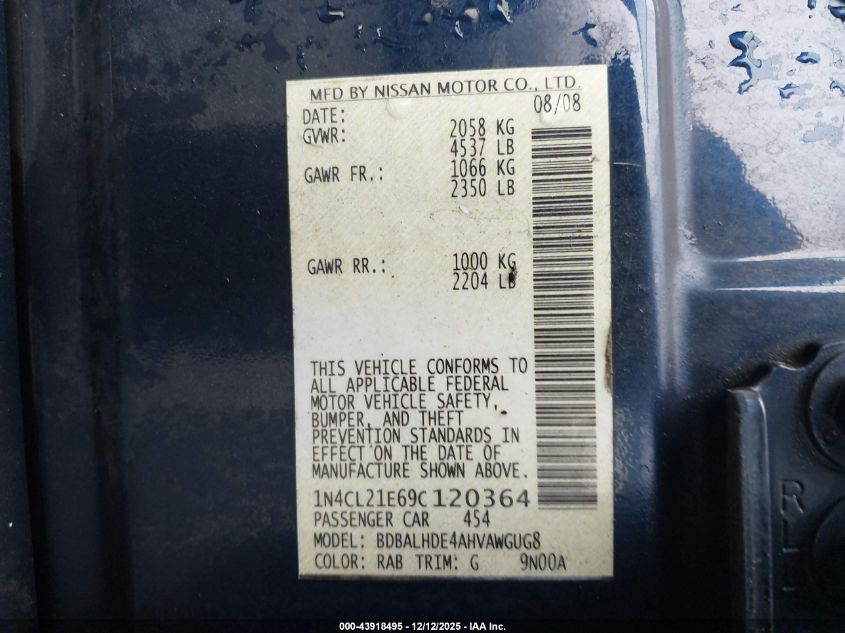 MFD BY NISSAN MOTOR CO., LTD.
DATE: 08/08
GVWR: 2058 KG
4537 LB
GAWR FR.: 1066 KG
2350 LB
GAWR RR.: 1000 KG
2204 LB
THIS VEHICLE CONFORMS TO
ALL APPLICABLE FEDERAL
MOTOR VEHICLE SAFETY,
BUMPER, AND THEFT
PREVENTION STANDARDS IN
EFFECT ON THE DATE OF
MANUFACTURE SHOWN ABOVE.
1N4CL21E69C120364
PASSENGER CAR 454
MODEL: BDBALHDE4AHVAWGUG8
COLOR: RAB TRIM: G 9N00A
RL
000-43918495 - 12/12/2025 - IAA Inc.